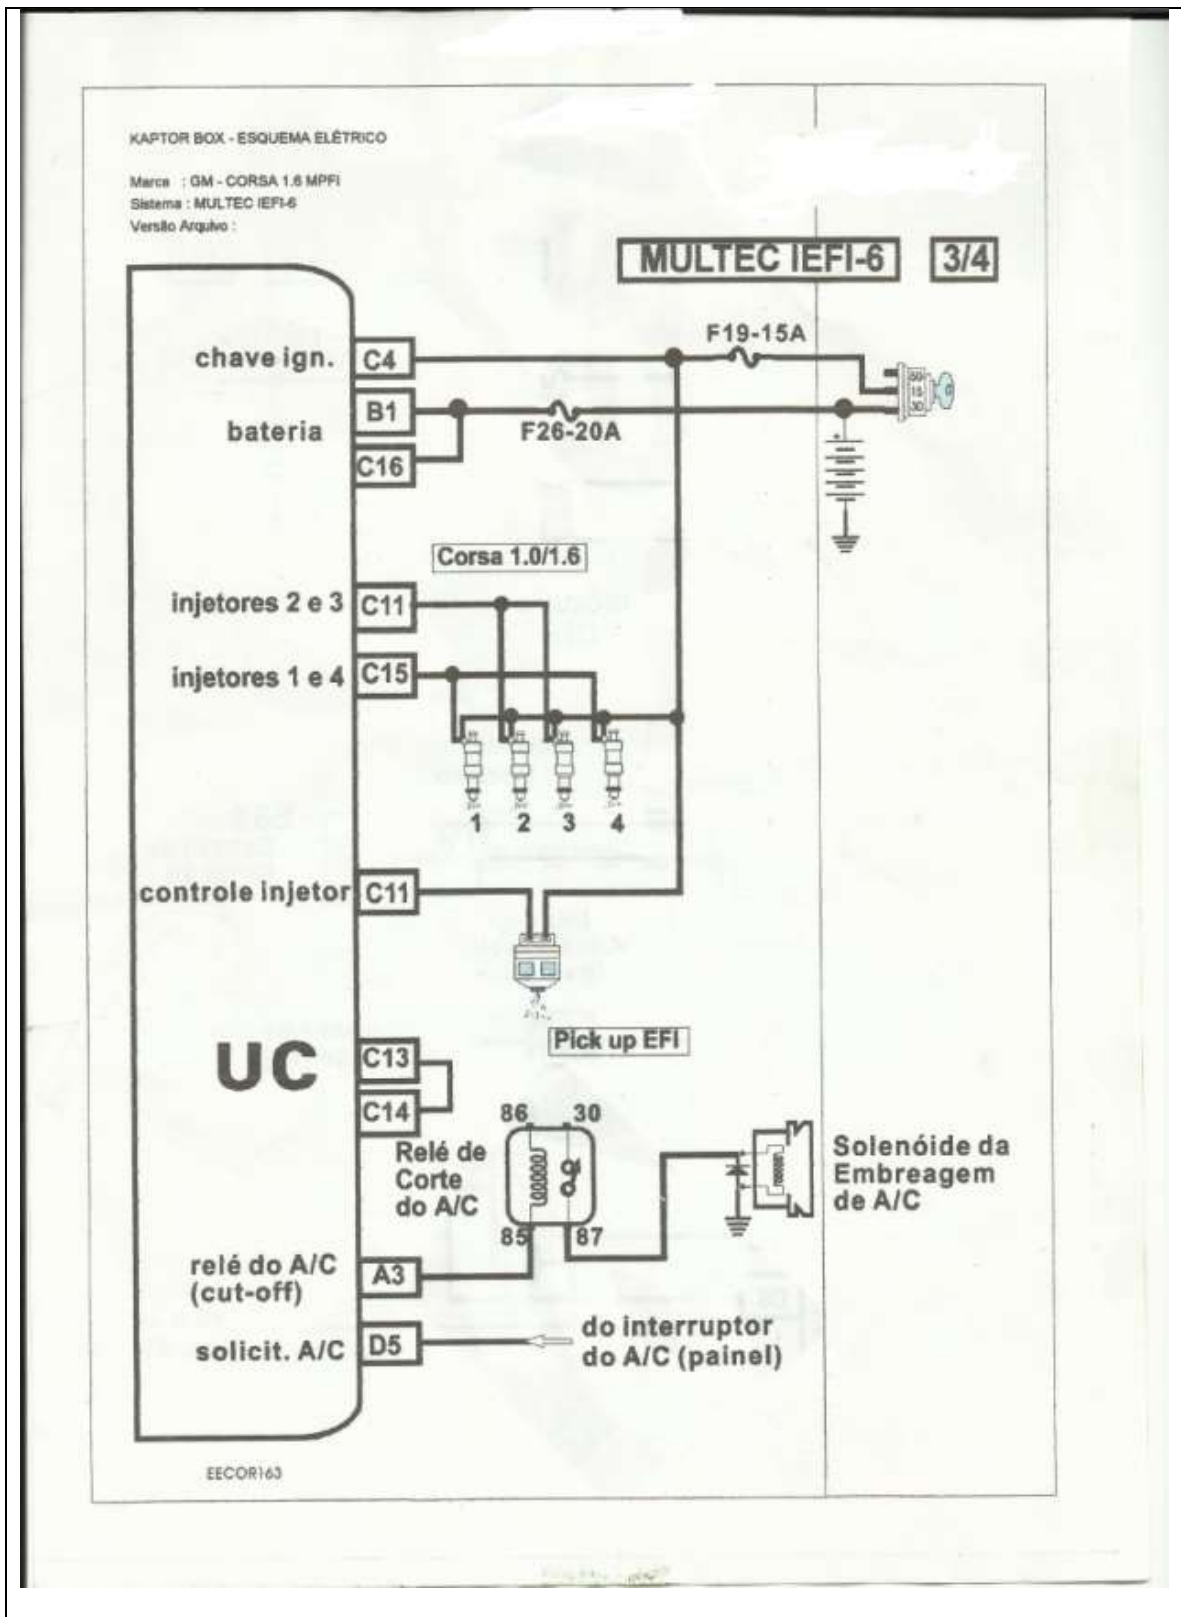 KAPTOR BOX - ESQUEMA ELÉTRICO
Marca : GM - CORSA 1.6 MPFI
Sistema : MULTEC IEFI-6
Versão Arquivo :
MULTEC IEFI-6 3/4
F19-15A
chave ign. C4
50
15
30
B1
bateria
F26-20A
C16
Corsa 1.0/1.6
injetores 2 e 3 C11
injetores 1 e 4 C15
1 2 3 4
controle injetor C11
Pick up EFI
UC
C13
C14
86 30
Relé de
Corte
do A/C
85 87
Solenóide da
Embreagem
de A/C
relé do A/C
(cut-off)
A3
solicit. A/C D5
do interruptor
do A/C (painel)
EECOR163